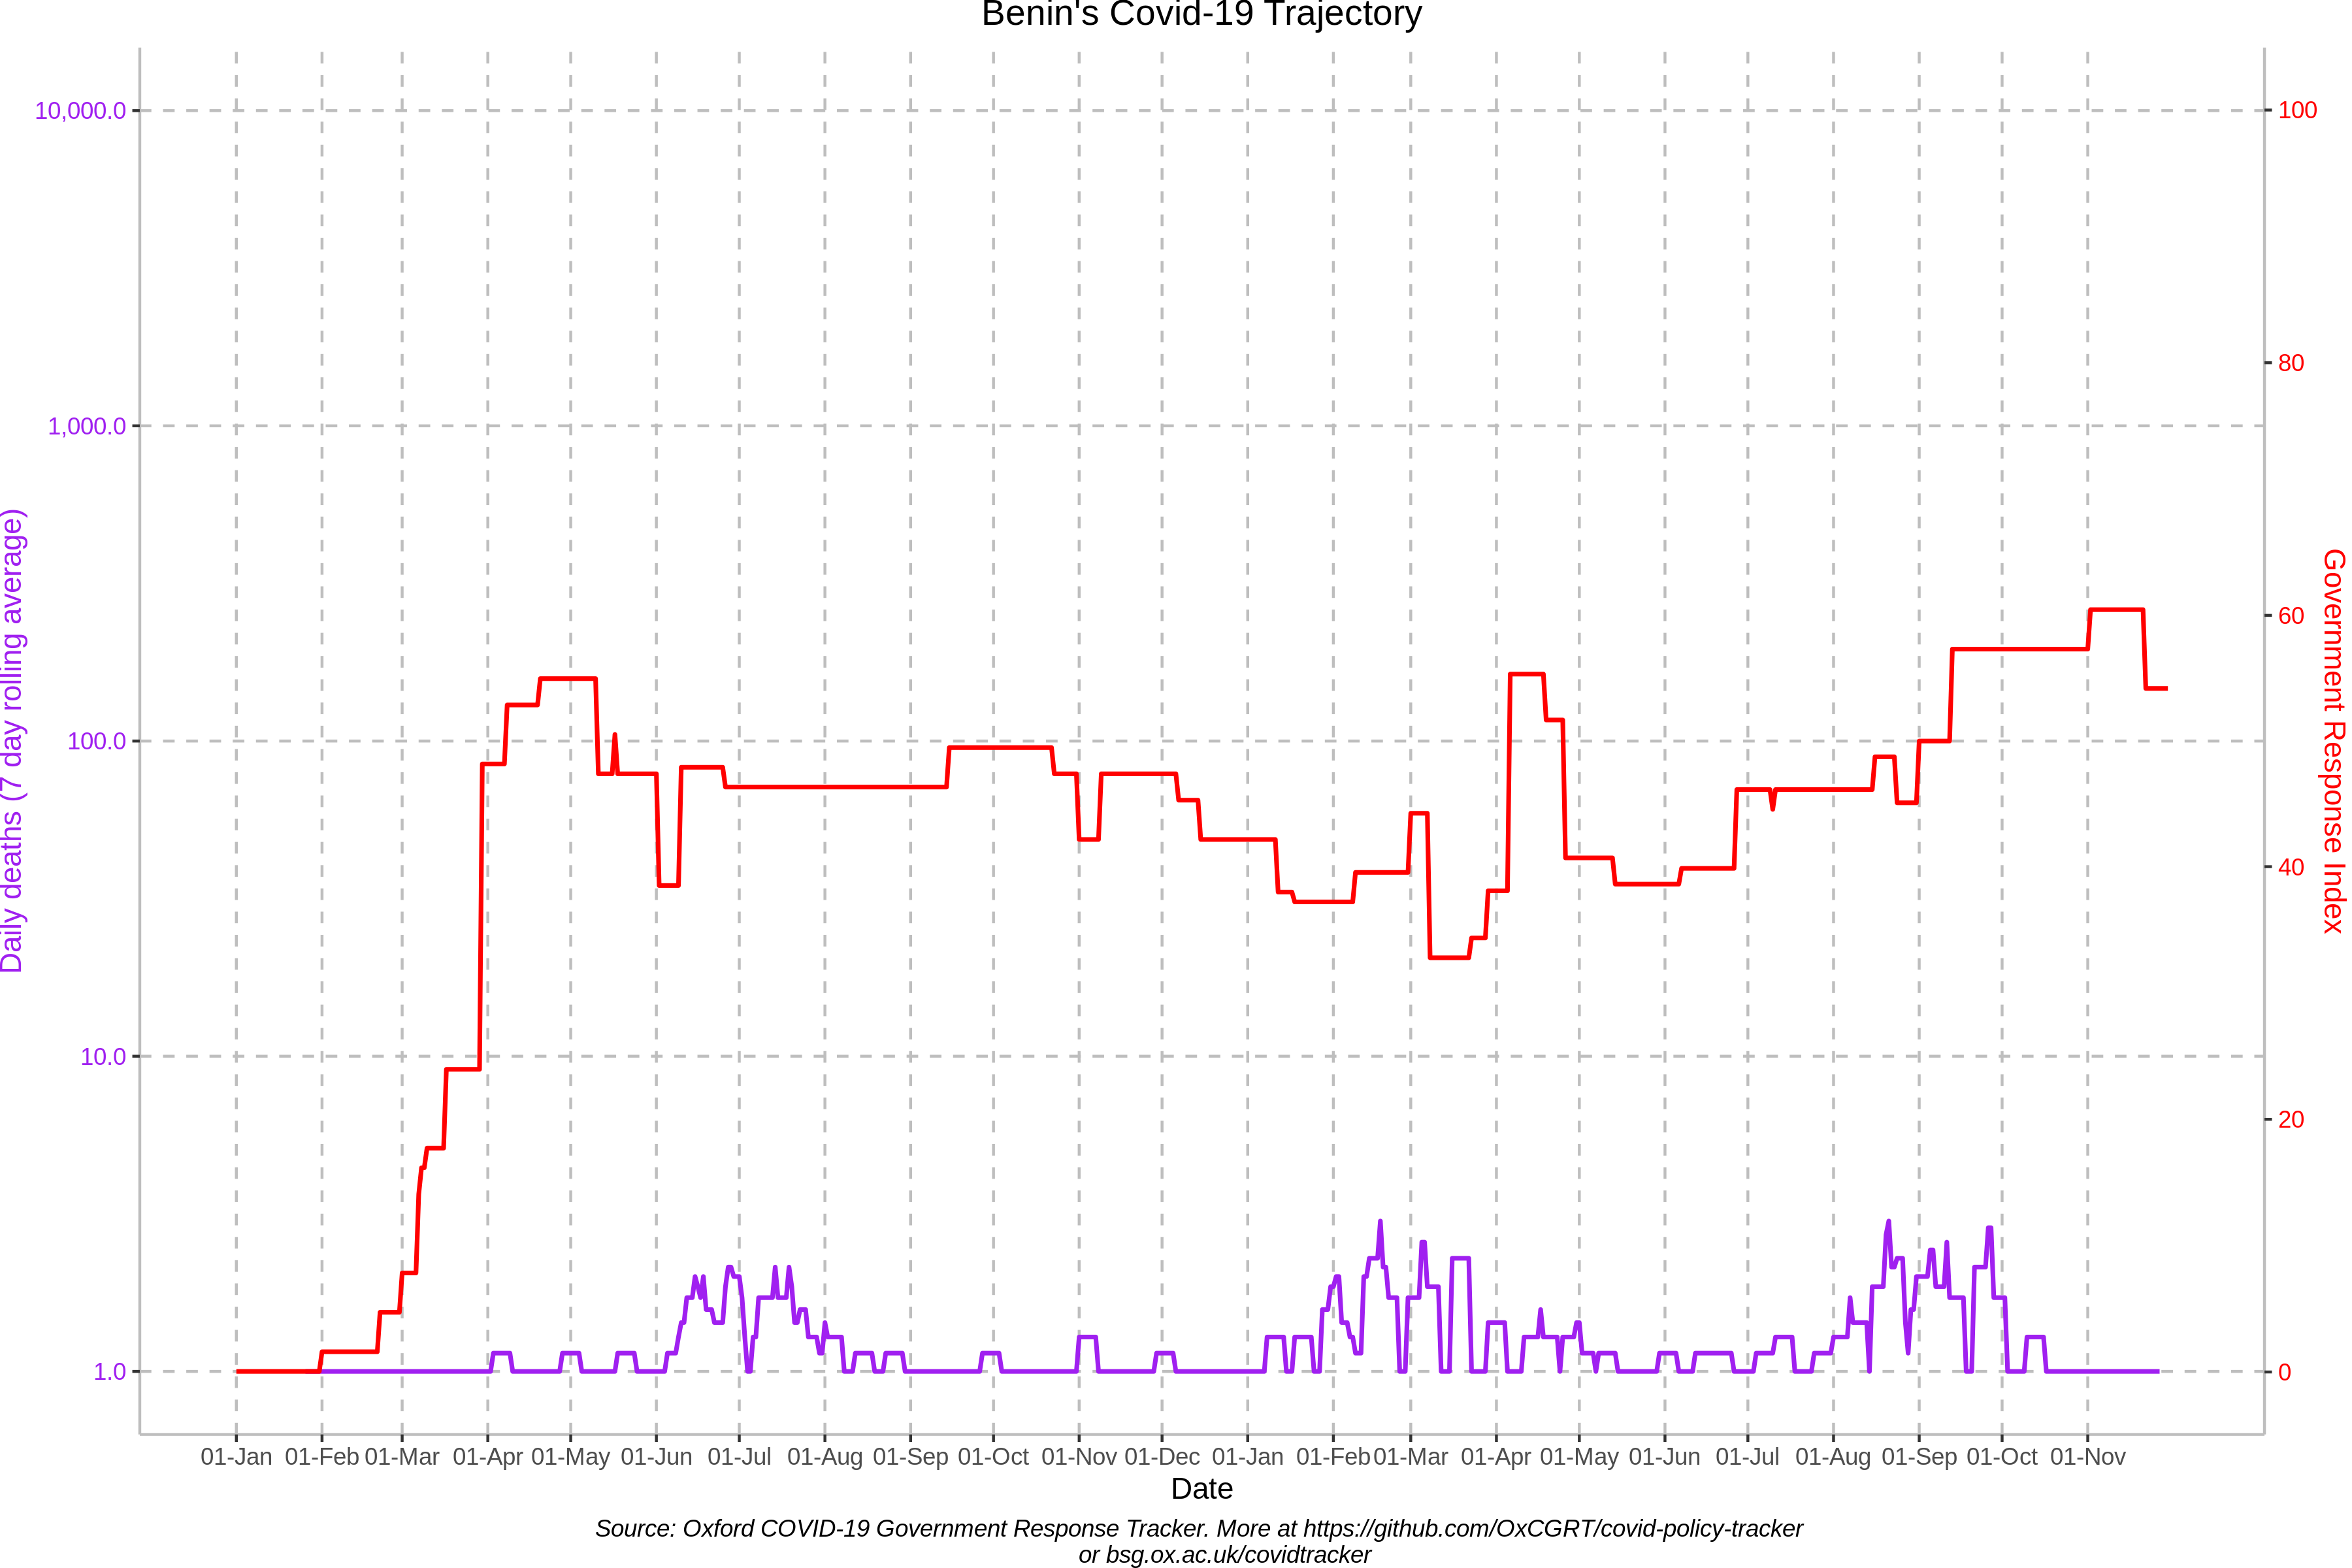 Benin's Covid-19 Trajectory
10,000.0
1,000.0
100.0
10.0
1.0
Daily deaths (7 day rolling average)
100
80
60
40
20
0
Government Response Index
01-Jan 01-Feb 01-Mar 01-Apr 01-May 01-Jun 01-Jul 01-Aug 01-Sep 01-Oct 01-Nov 01-Dec 01-Jan 01-Feb 01-Mar 01-Apr 01-May 01-Jun 01-Jul 01-Aug 01-Sep 01-Oct 01-Nov
Date
Source: Oxford COVID-19 Government Response Tracker. More at https://github.com/OxCGRT/covid-policy-tracker
or bsg.ox.ac.uk/covidtracker